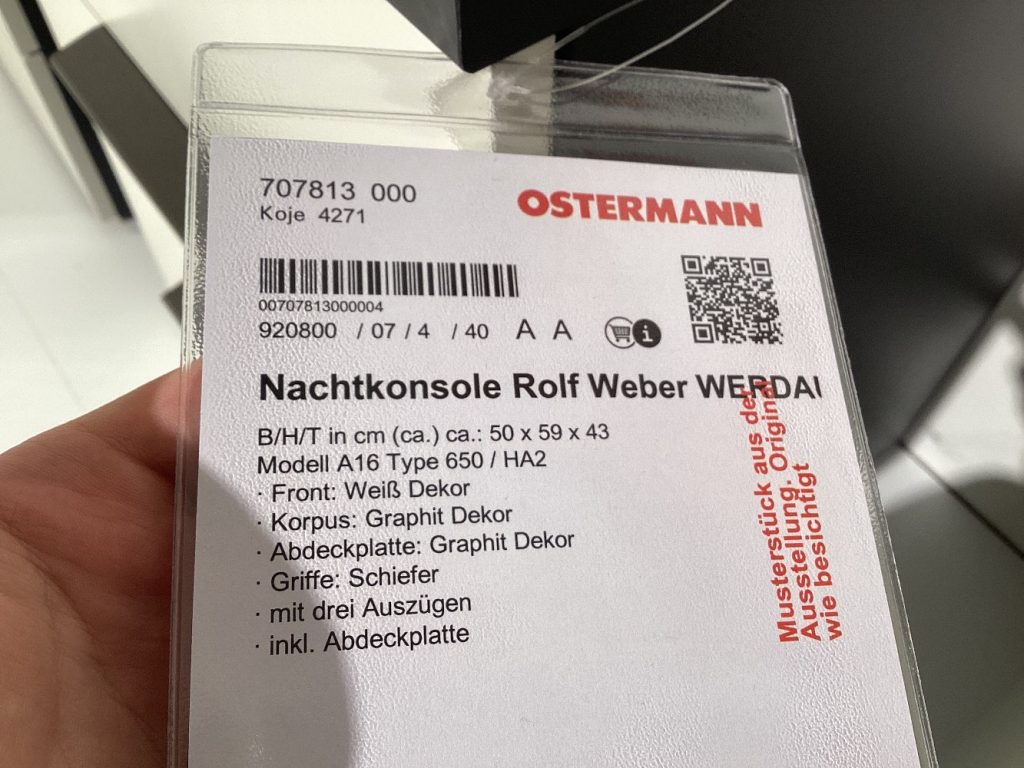 707813 000
Koje 4271
OSTERMANN
00707813000004
920800 / 07 / 4 / 40 A A
i
Nachtkonsole Rolf Weber WERDAU
B/H/T in cm (ca.) ca.: 50 x 59 x 43
Modell A16 Type 650 / HA2
· Front: Weiß Dekor
· Korpus: Graphit Dekor
· Abdeckplatte: Graphit Dekor
· Griffe: Schiefer
· mit drei Auszügen
· inkl. Abdeckplatte
Musterstück aus der
Ausstellung. Original
wie besichtigt